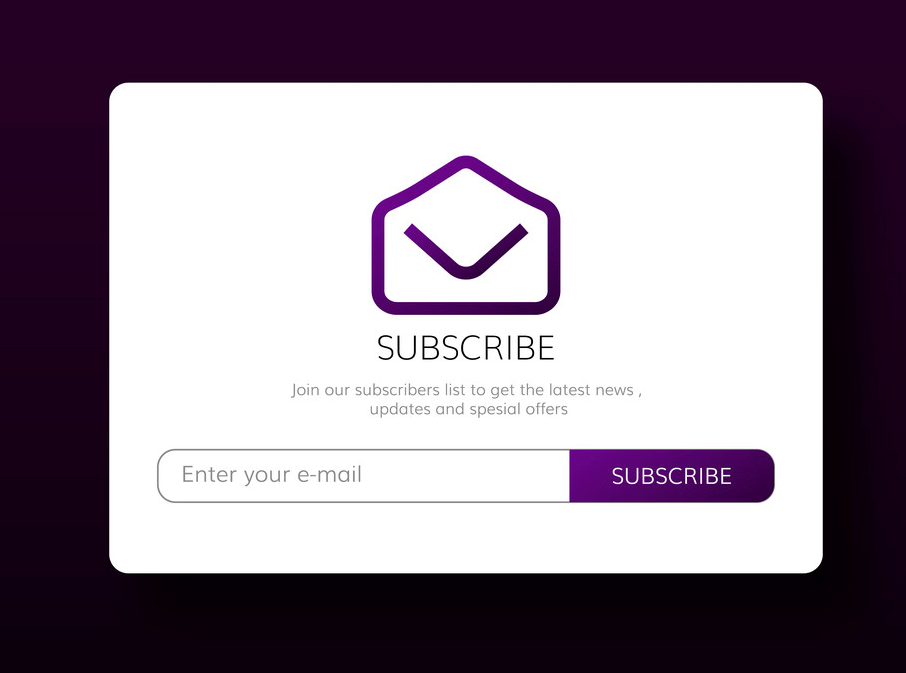 SUBSCRIBE
Join our subscribers list to get the latest news ,
updates and spesial offers
Enter your e-mail
SUBSCRIBE